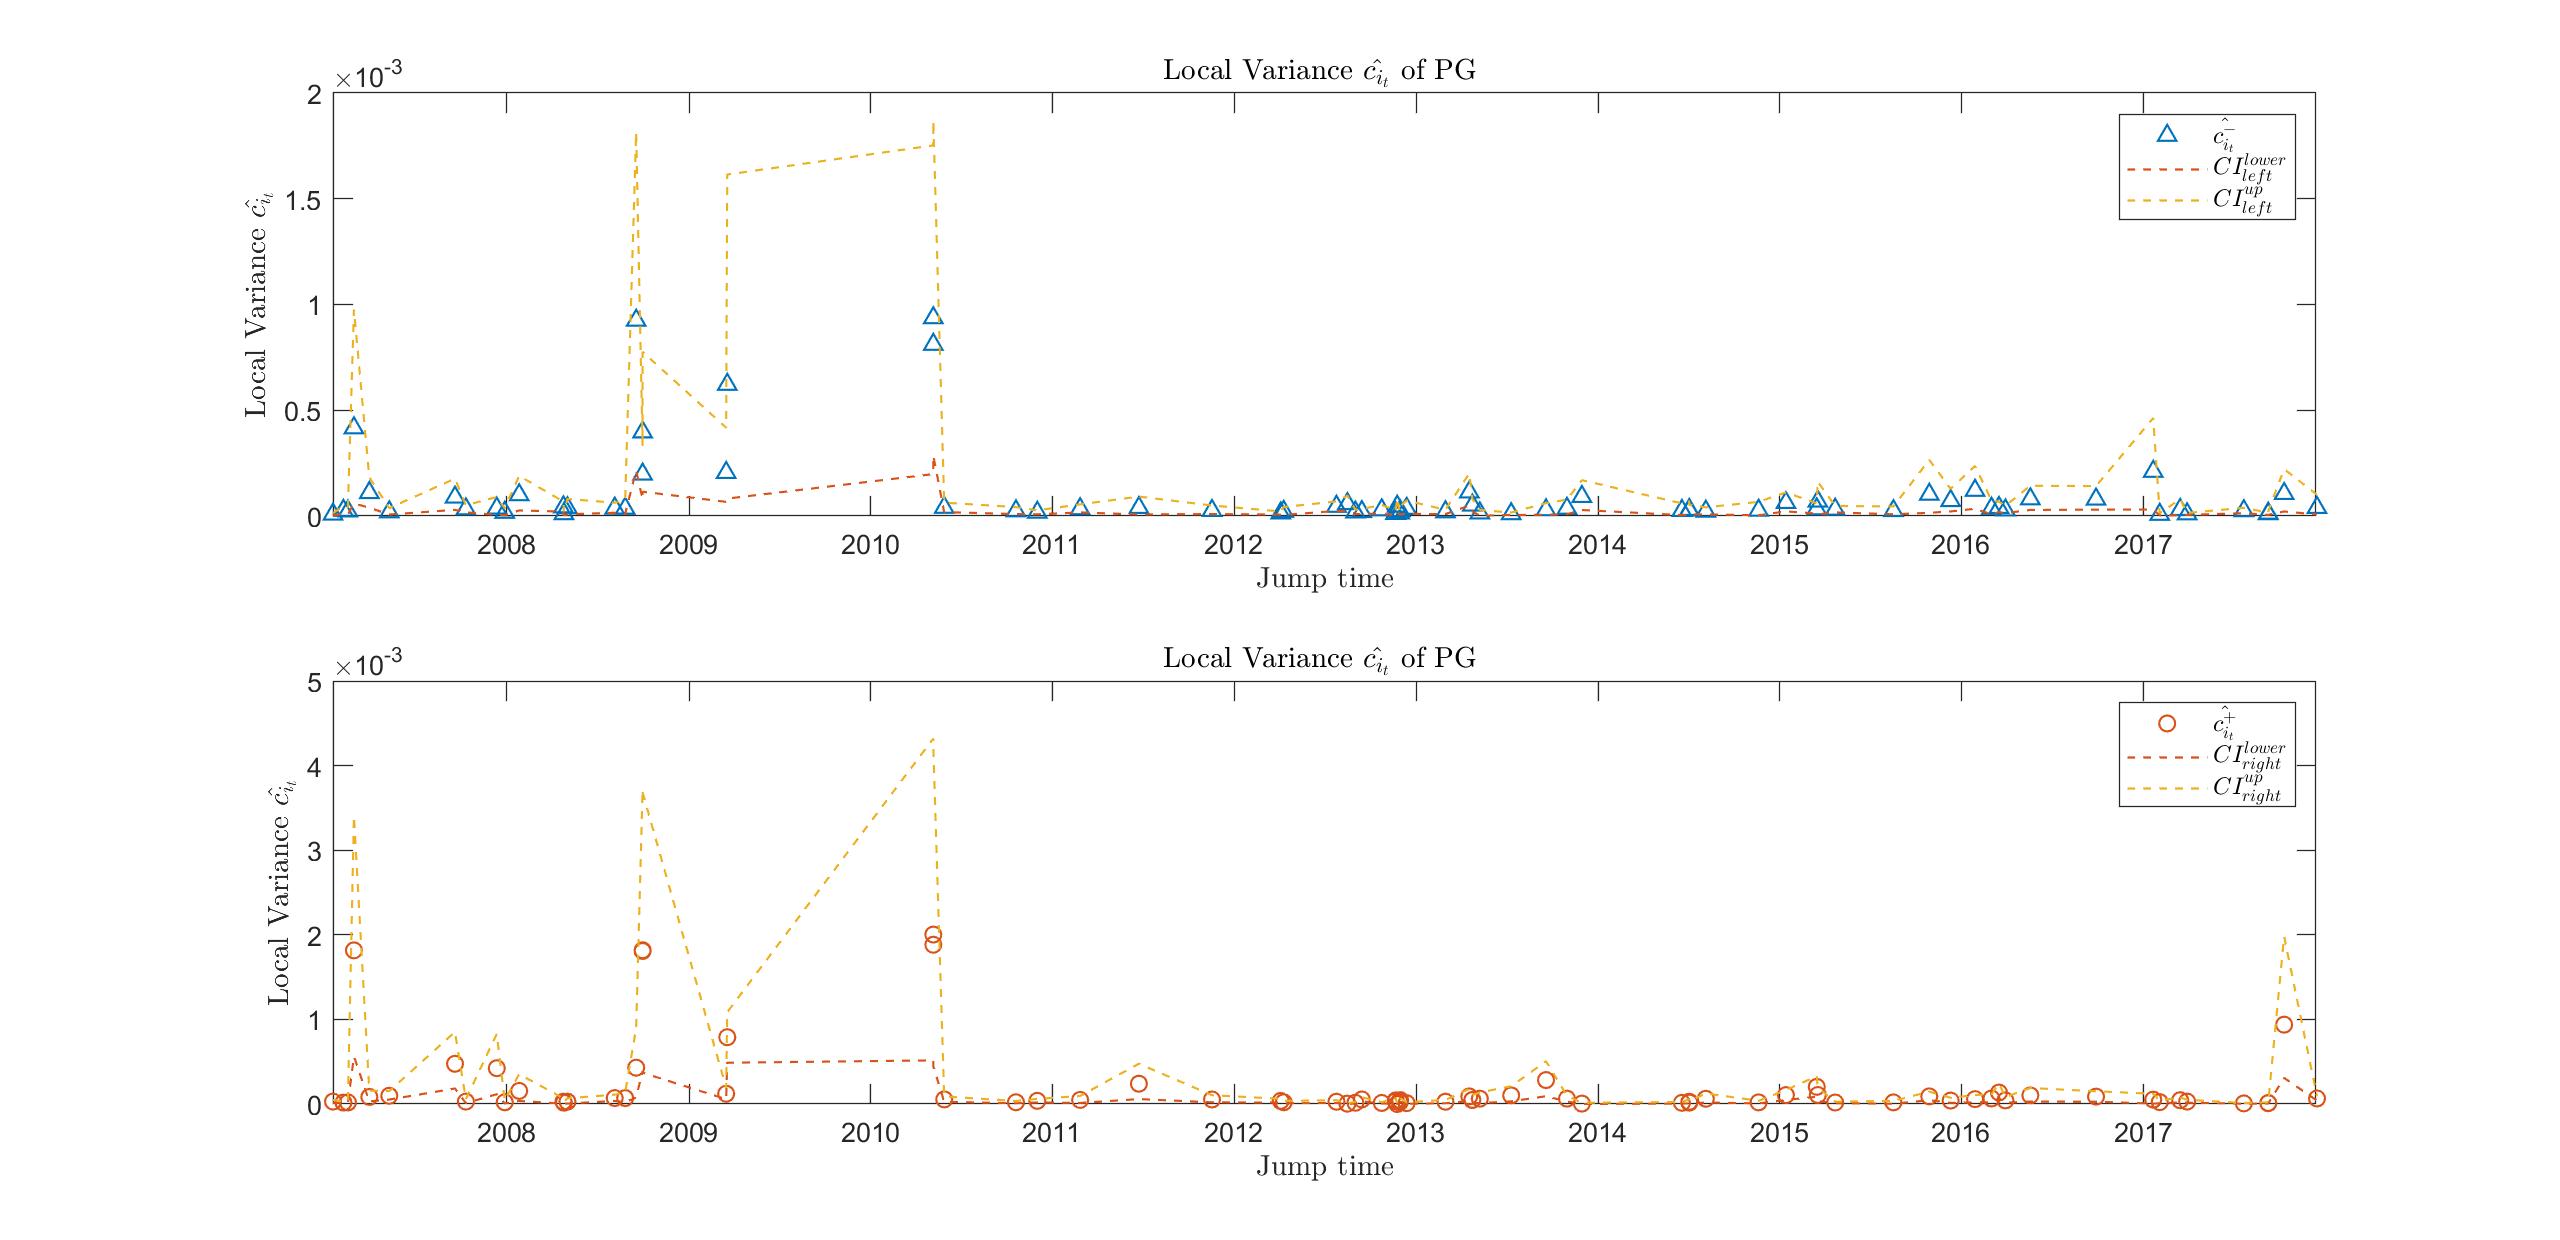 Local Variance ĉ_{i_t} of PG
×10^{-3}
2
1.5
1
0.5
0
Local Variance ĉ_{i_t}
ĉ^{-}_{i_t}
CI^{lower}_{left}
CI^{up}_{left}
2008 2009 2010 2011 2012 2013 2014 2015 2016 2017
Jump time
Local Variance ĉ_{i_t} of PG
×10^{-3}
5
4
3
2
1
0
Local Variance ĉ_{i_t}
ĉ^{+}_{i_t}
CI^{lower}_{right}
CI^{up}_{right}
2008 2009 2010 2011 2012 2013 2014 2015 2016 2017
Jump time